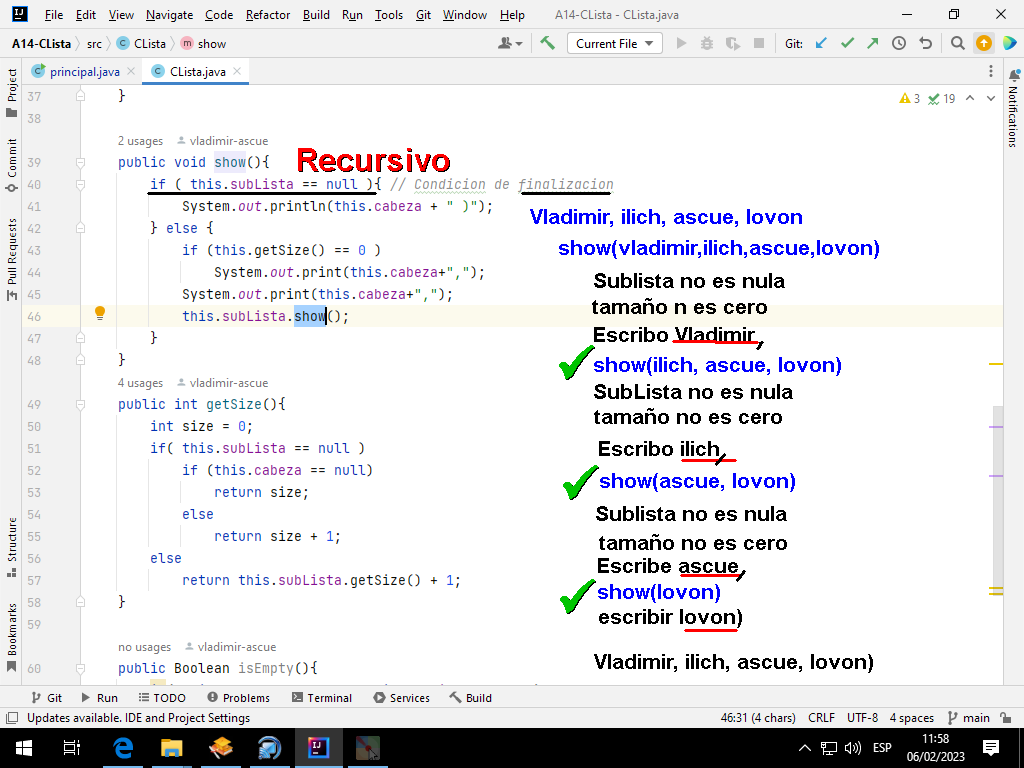 File Edit View Navigate Code Refactor Build Run Tools Git Window Help A14-CLista - CLista.java
A14-CLista src CLista show Current File Git:
principal.java CLista.java
Project
Commit
Pull Requests
Structure
Bookmarks
Notifications
3 19
37 }
38
2 usages vladimir-ascue
39 public void show(){
Recursivo
40 if ( this.subLista == null ){ // Condicion de finalizacion
41 System.out.println(this.cabeza + " )");
42 } else {
43 if (this.getSize() == 0 )
44 System.out.print(this.cabeza+",");
45 System.out.print(this.cabeza+",");
46 this.subLista.show();
47 }
48 }
4 usages vladimir-ascue
49 public int getSize(){
50 int size = 0;
51 if( this.subLista == null )
52 if (this.cabeza == null)
53 return size;
54 else
55 return size + 1;
56 else
57 return this.subLista.getSize() + 1;
58 }
59
no usages vladimir-ascue
60 public Boolean isEmpty(){
Vladimir, ilich, ascue, lovon
show(vladimir,ilich,ascue,lovon)
Sublista no es nula
tamaño n es cero
Escribo Vladimir,
show(ilich, ascue, lovon)
SubLista no es nula
tamaño no es cero
Escribo ilich,
show(ascue, lovon)
Sublista no es nula
tamaño no es cero
Escribe ascue,
show(lovon)
escribir lovon)
Vladimir, ilich, ascue, lovon)
Git Run TODO Problems Terminal Services Build
Updates available. IDE and Project Settings 46:31 (4 chars) CRLF UTF-8 4 spaces main
ESP 11:58
06/02/2023